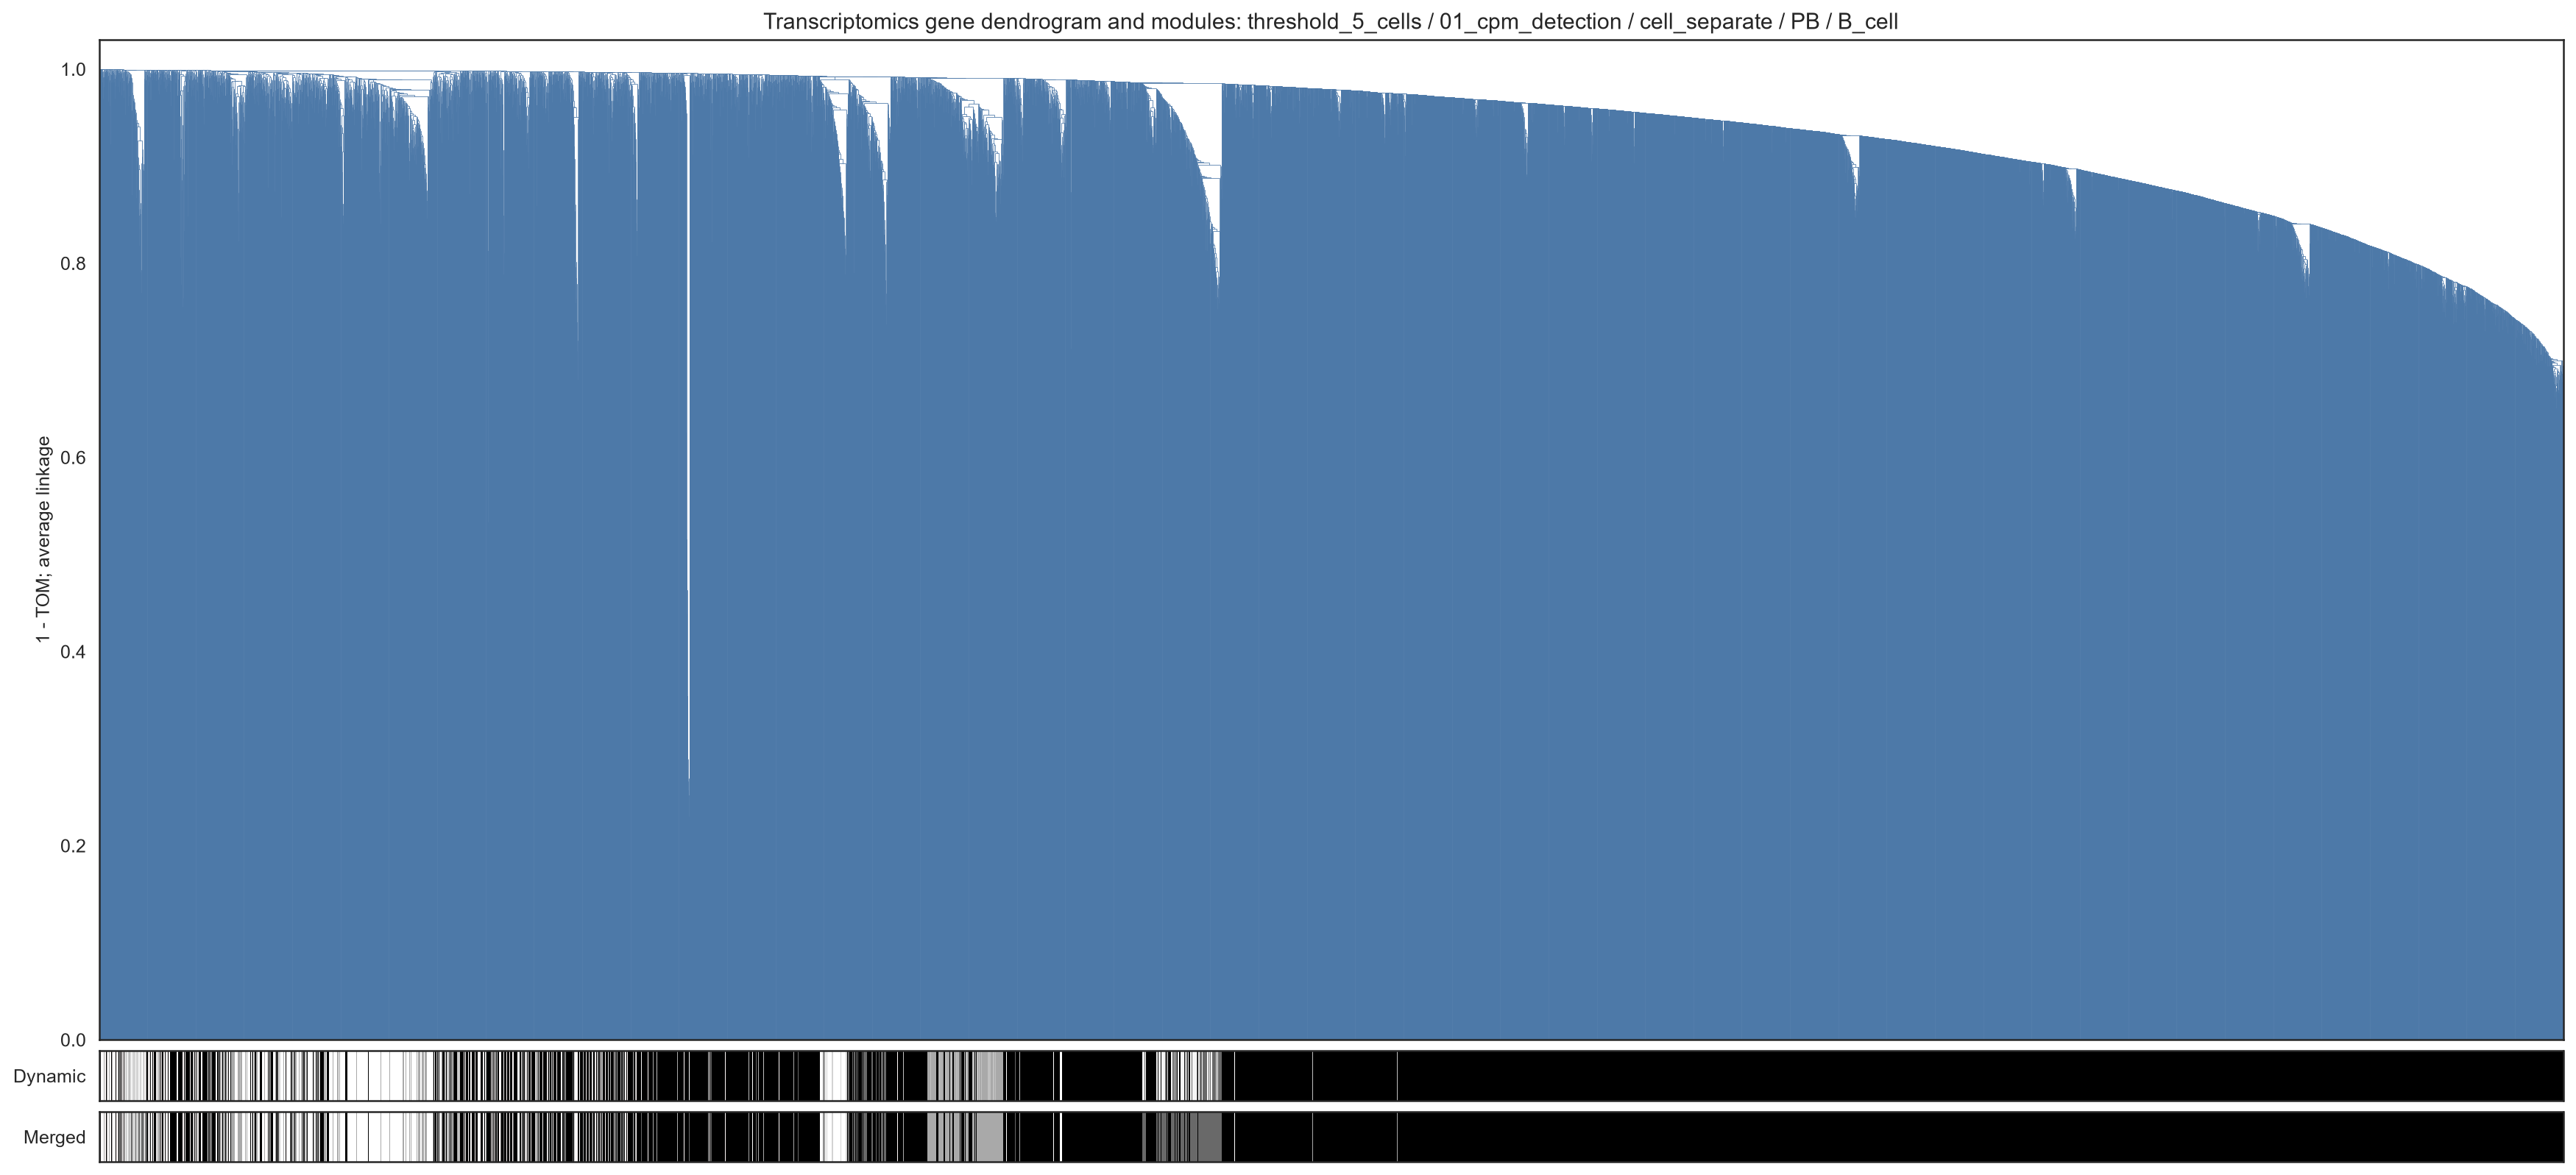 Transcriptomics gene dendrogram and modules: threshold_5_cells / 01_cpm_detection / cell_separate / PB / B_cell
1.0
0.8
0.6
0.4
0.2
0.0
1 - TOM; average linkage
Dynamic
Merged